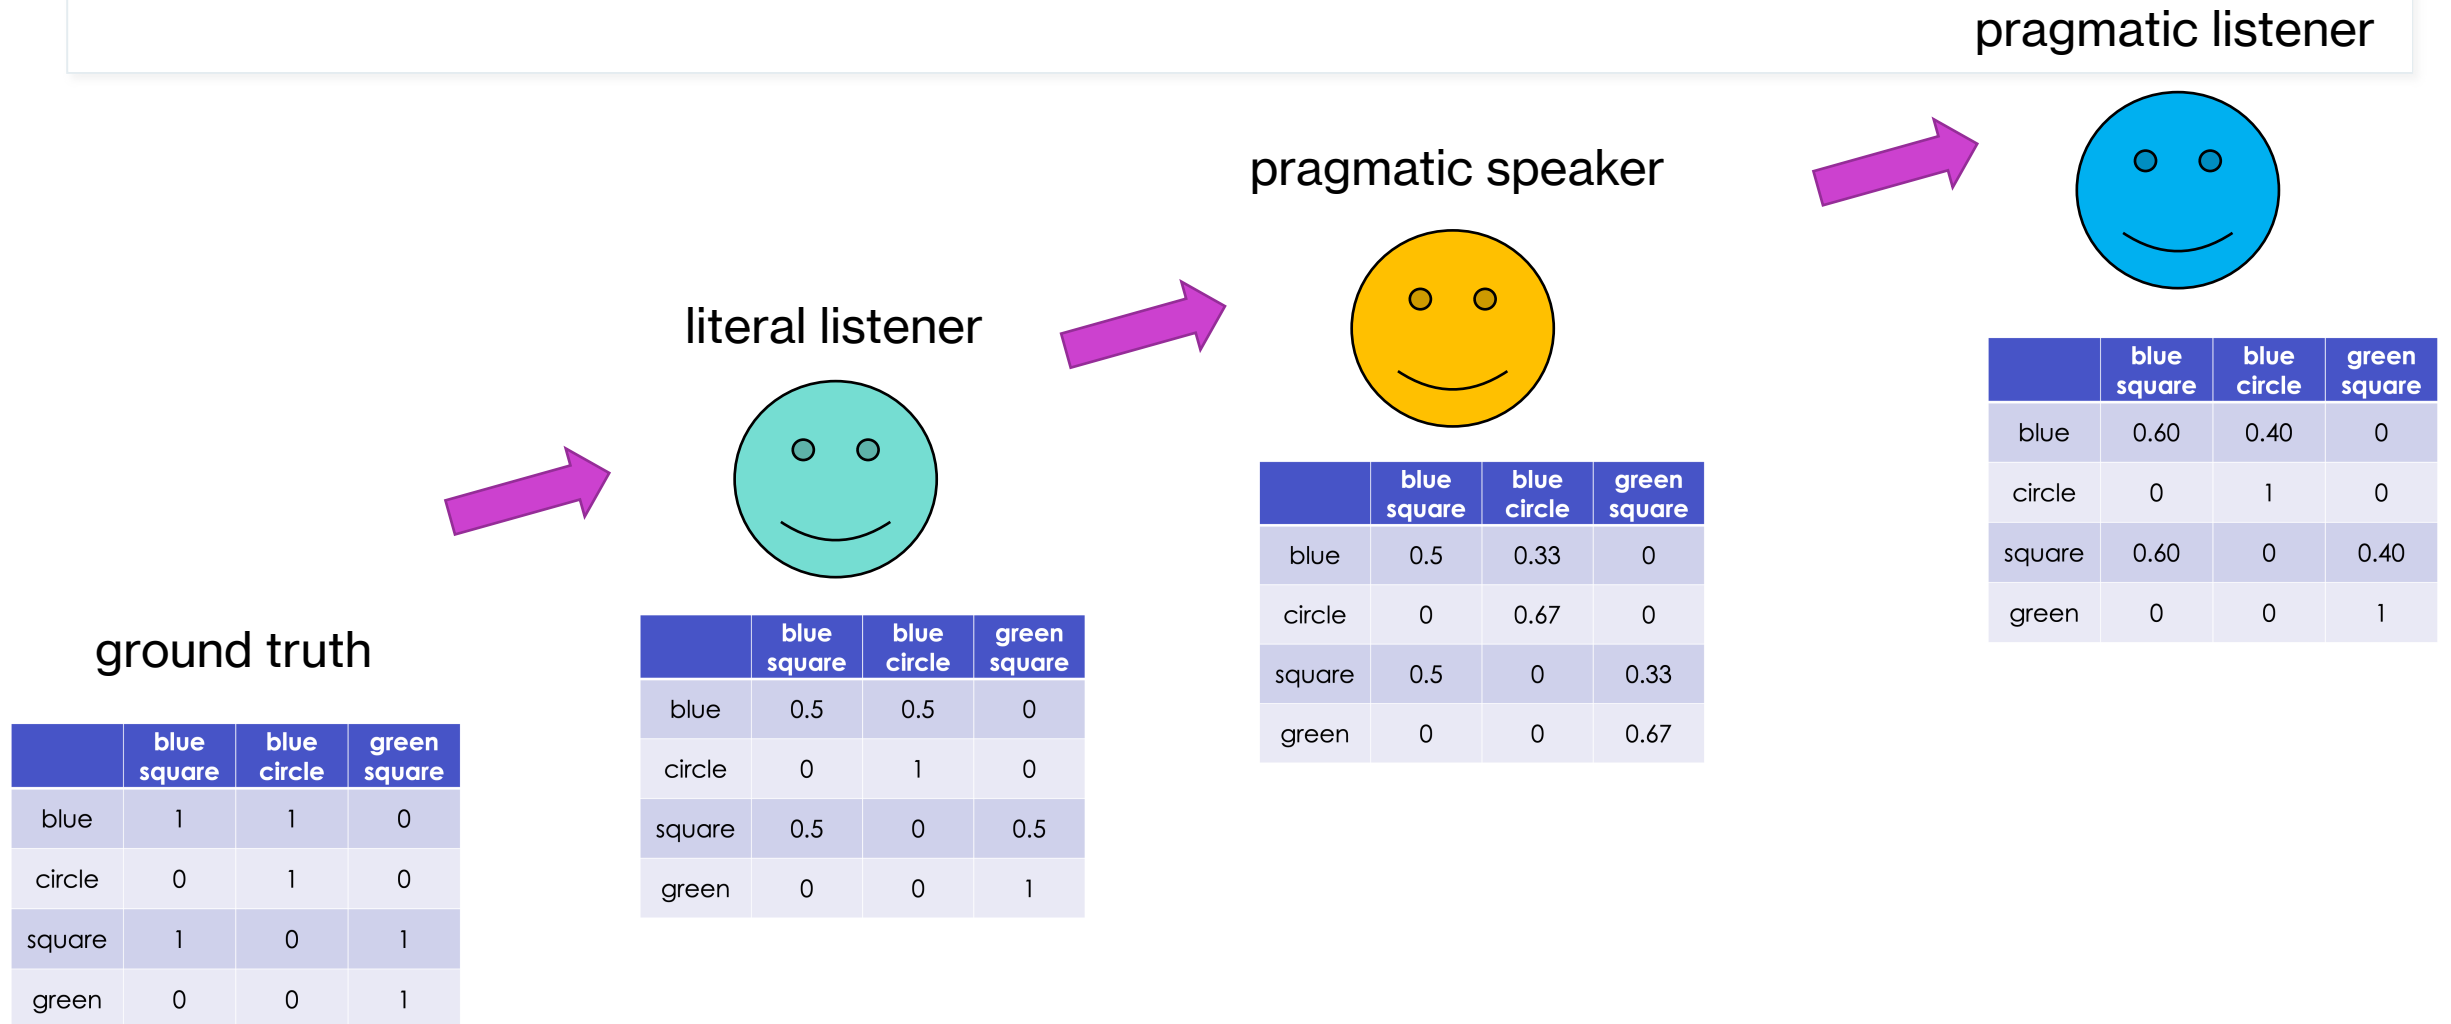 ground truth
blue square | blue circle | green square
blue 1 1 0
circle 0 1 0
square 1 0 1
green 0 0 1
literal listener
blue square | blue circle | green square
blue 0.5 0.5 0
circle 0 1 0
square 0.5 0 0.5
green 0 0 1
pragmatic speaker
blue square | blue circle | green square
blue 0.5 0.33 0
circle 0 0.67 0
square 0.5 0 0.33
green 0 0 0.67
pragmatic listener
blue square | blue circle | green square
blue 0.60 0.40 0
circle 0 1 0
square 0.60 0 0.40
green 0 0 1